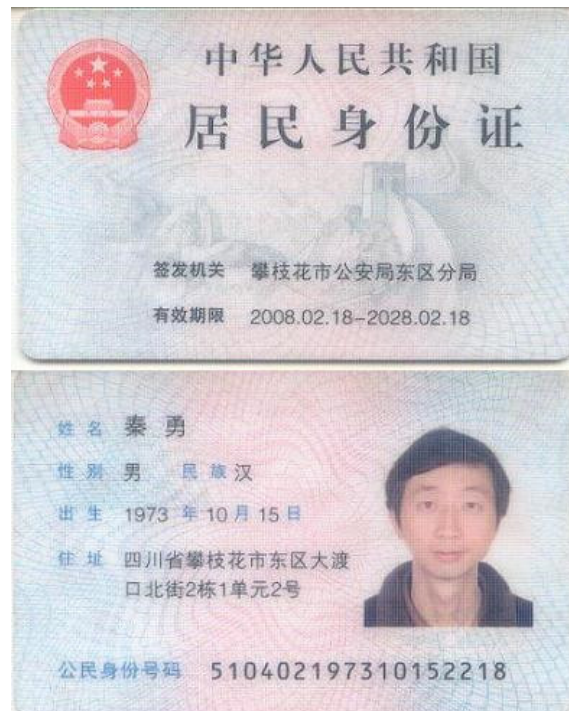 中华人民共和国
居民身份证
签发机关 攀枝花市公安局东区分局
有效期限 2008.02.18-2028.02.18
姓名 秦勇
性别 男 民族 汉
出生 1973 年 10 月 15 日
住址 四川省攀枝花市东区大渡
口北街2栋1单元2号
公民身份号码 510402197310152218